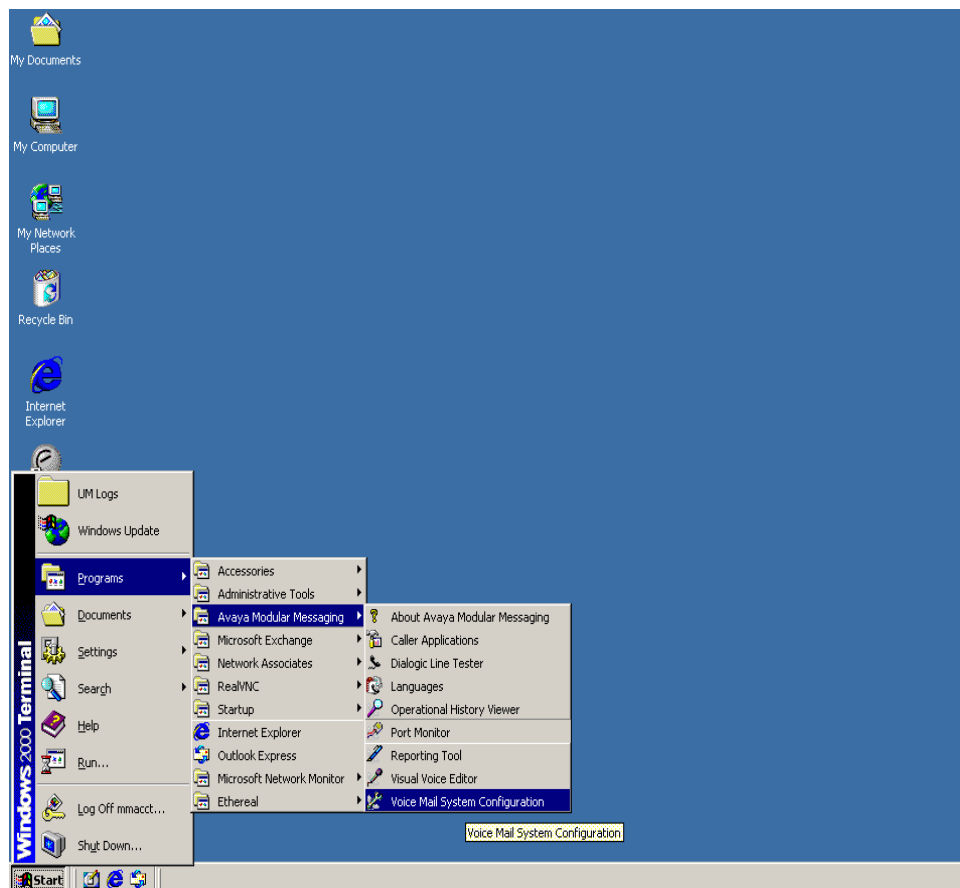 My Documents
My Computer
My Network
Places
Recycle Bin
Internet
Explorer
Windows 2000 Terminal
UM Logs
Windows Update
Programs
Documents
Settings
Search
Help
Run...
Log Off mmacct...
Shut Down...
Accessories
Administrative Tools
Avaya Modular Messaging
Microsoft Exchange
Network Associates
RealVNC
Startup
Internet Explorer
Outlook Express
Microsoft Network Monitor
Ethereal
About Avaya Modular Messaging
Caller Applications
Dialogic Line Tester
Languages
Operational History Viewer
Port Monitor
Reporting Tool
Visual Voice Editor
Voice Mail System Configuration
Voice Mail System Configuration
Start